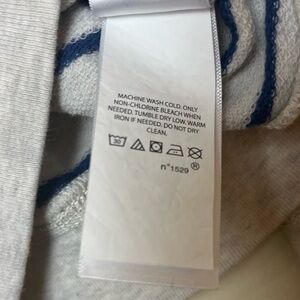 MACHINE WASH COLD. ONLY
NON-CHLORINE BLEACH WHEN
NEEDED. TUMBLE DRY LOW. WARM
IRON IF NEEDED. DO NOT DRY
CLEAN.
30
n°1529 ®